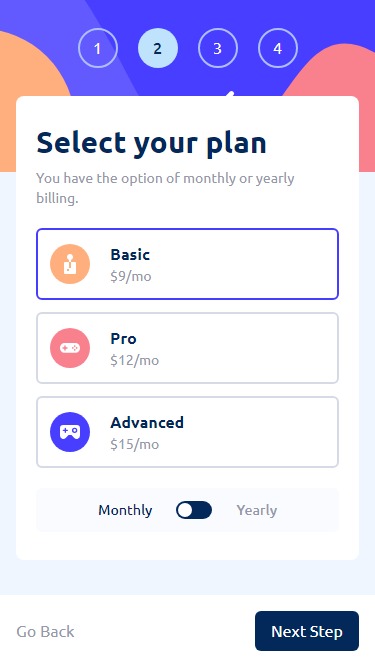 1 2 3 4
Select your plan
You have the option of monthly or yearly
billing.
Basic
$9/mo
Pro
$12/mo
Advanced
$15/mo
Monthly Yearly
Go Back Next Step